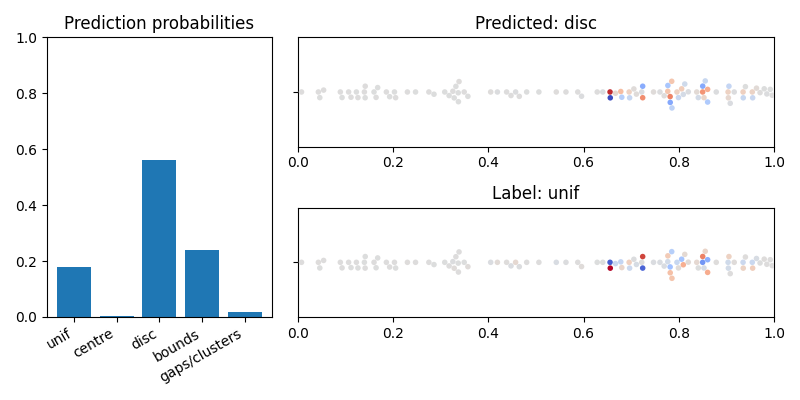 Prediction probabilities
1.0
0.8
0.6
0.4
0.2
0.0
unif
centre
disc
bounds
gaps/clusters
Predicted: disc
0.0 0.2 0.4 0.6 0.8 1.0
Label: unif
0.0 0.2 0.4 0.6 0.8 1.0